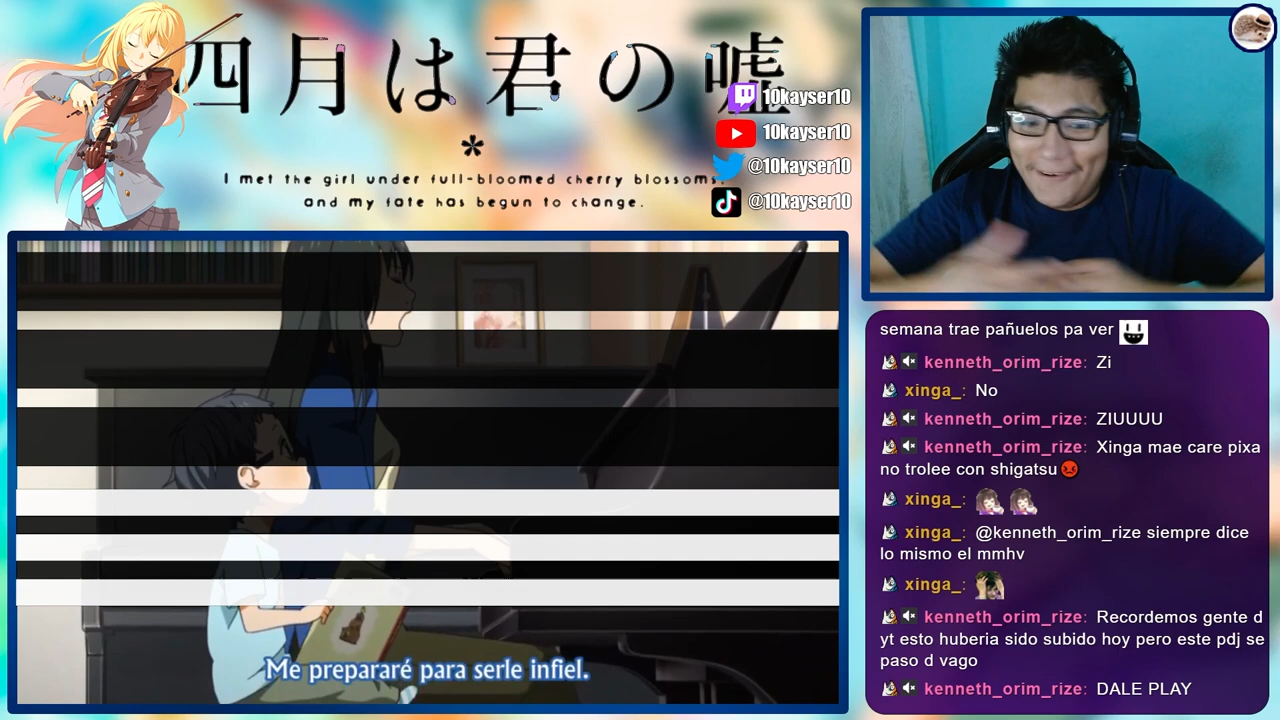 四月は君の嘘
I met the girl under full-bloomed cherry blossoms,
and my fate has begun to change.
10kayser10
10kayser10
@10kayser10
@10kayser10
Me prepararé para serle infiel.
semana trae pañuelos pa ver
kenneth_orim_rize: Zi
xinga_: No
kenneth_orim_rize: ZIUUUU
kenneth_orim_rize: Xinga mae care pixa
no trolee con shigatsu
xinga_:
xinga_: @kenneth_orim_rize siempre dice
lo mismo el mmhv
xinga_:
kenneth_orim_rize: Recordemos gente d
yt esto huberia sido subido hoy pero este pdj se
paso d vago
kenneth_orim_rize: DALE PLAY